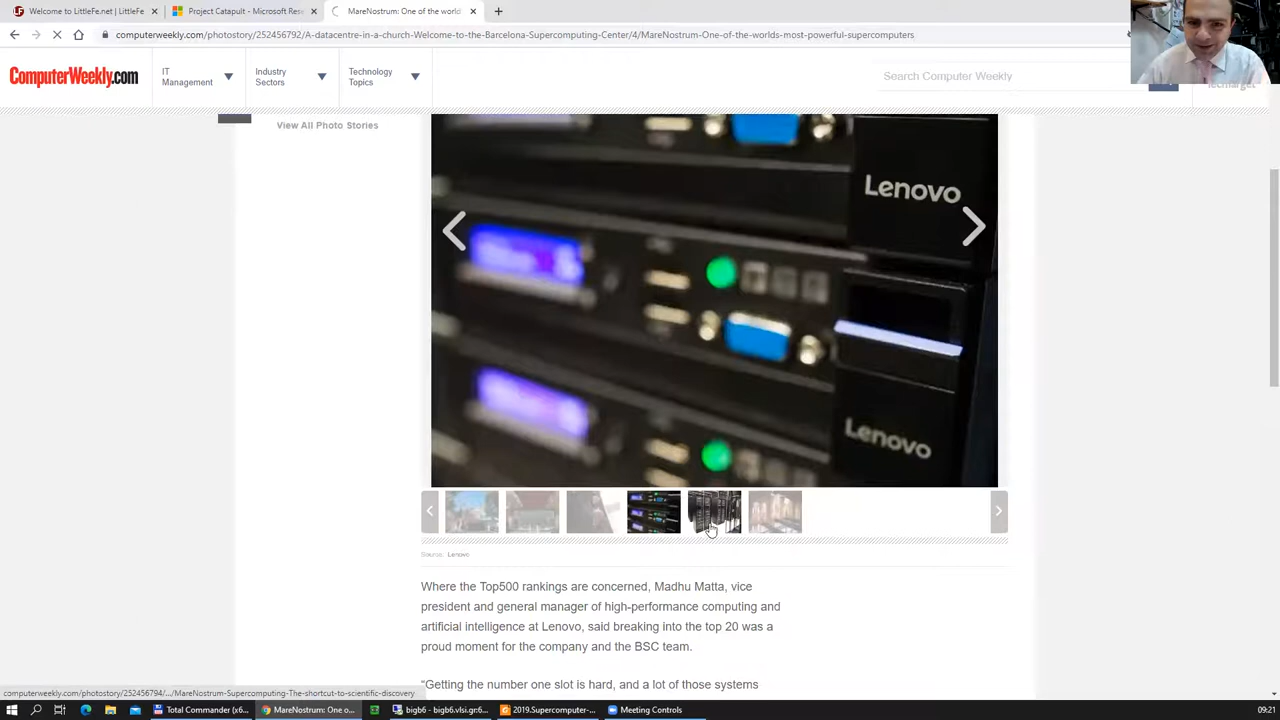 Welcome to LittleFe.net | LittleFe
Project Catapult - Microsoft Res
MareNostrum: One of the world
computerweekly.com/photostory/252456792/A-datacentre-in-a-church-Welcome-to-the-Barcelona-Supercomputing-Center/4/MareNostrum-One-of-the-worlds-most-powerful-supercomputers
ComputerWeekly.com
IT Management
Industry Sectors
Technology Topics
Search Computer Weekly
View All Photo Stories
Lenovo
Lenovo
Source: Lenovo
Where the Top500 rankings are concerned, Madhu Matta, vice
president and general manager of high-performance computing and
artificial intelligence at Lenovo, said breaking into the top 20 was a
proud moment for the company and the BSC team.
"Getting the number one slot is hard, and a lot of those systems
computerweekly.com/photostory/252456794/.../MareNostrum-Supercomputing-The-shortcut-to-scientific-discovery
Total Commander (x6...
MareNostrum: One o...
bigb6 - bigb6.vlsi.gr:6...
2019.Supercomputer-...
Meeting Controls
09:21